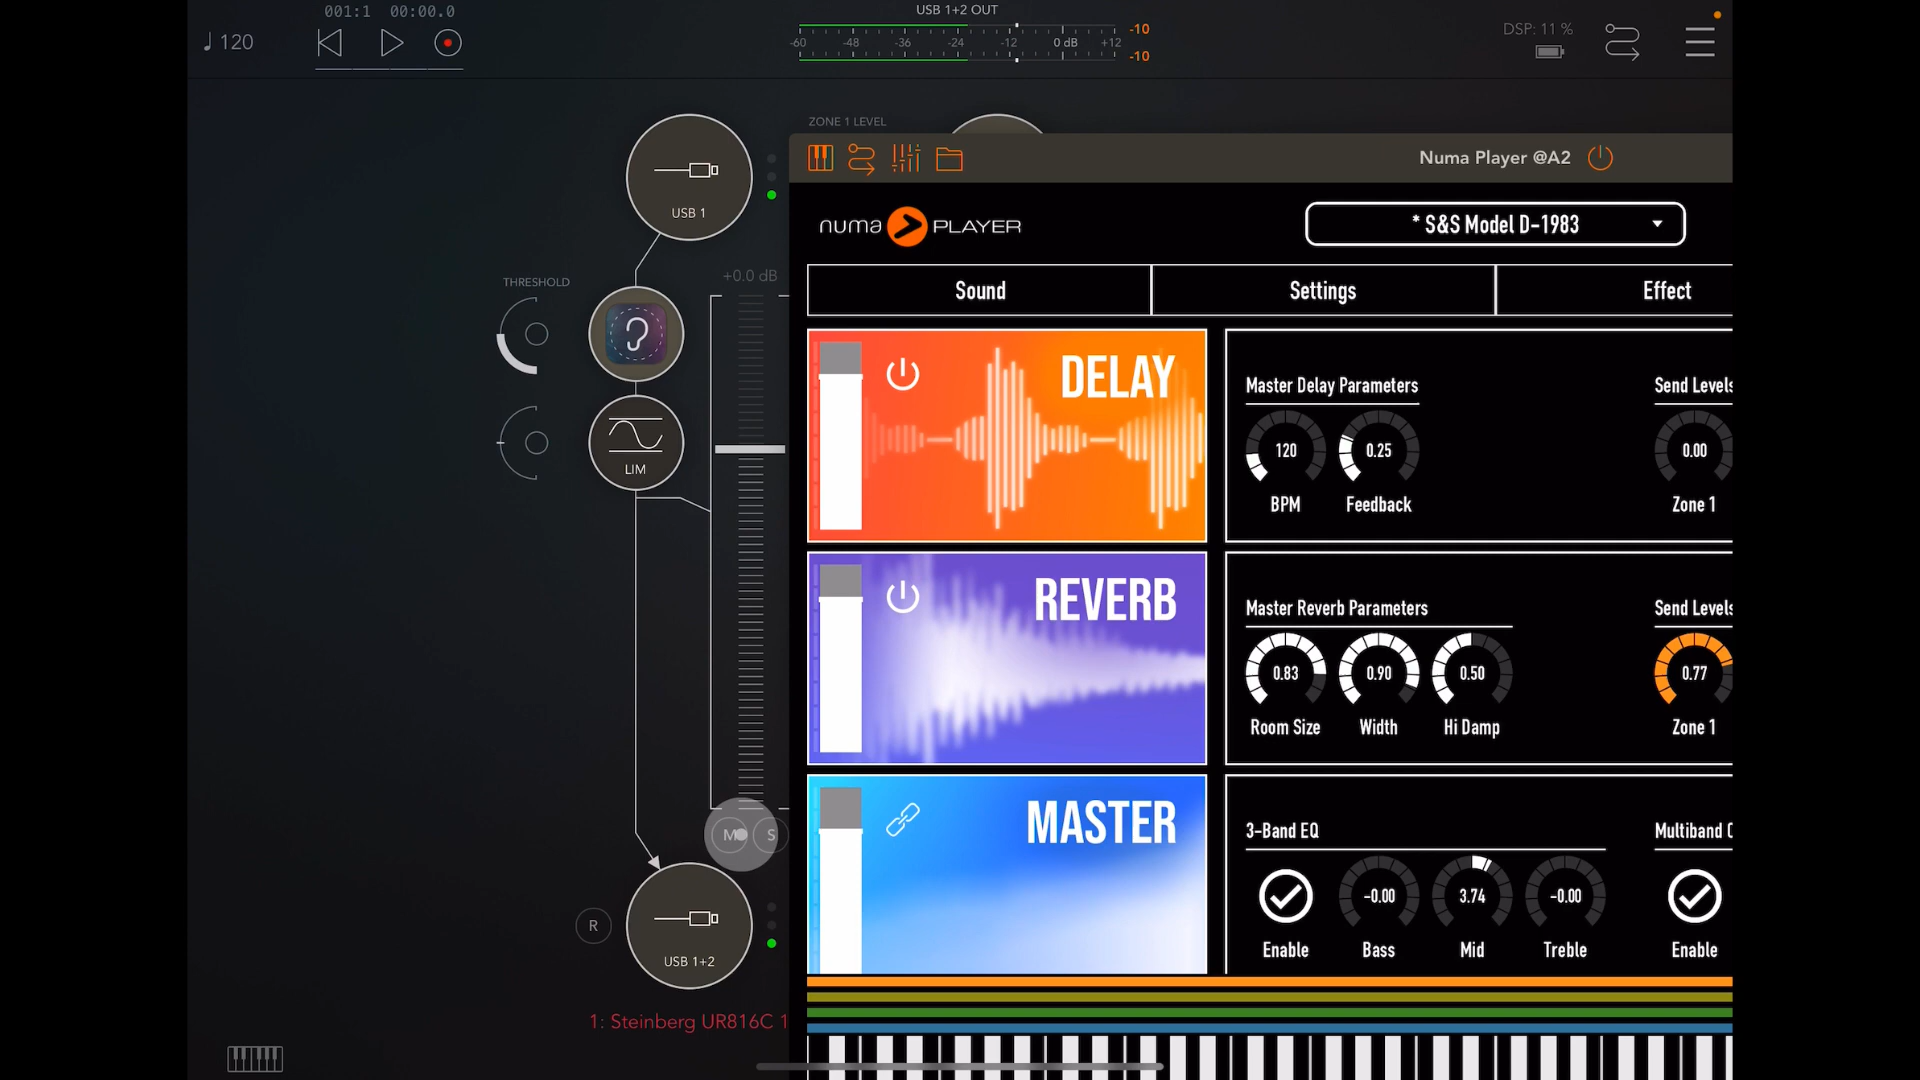 001:1 00:00.0
♩ 120
USB 1+2 OUT
-60 -48 -36 -24 -12 0 dB +12
-10
-10
DSP: 11 %
USB 1
ZONE 1 LEVEL
Numa Player @A2
numa PLAYER
* S&S Model D-1983
Sound
Settings
Effect
THRESHOLD
+0.0 dB
LIM
DELAY
Master Delay Parameters
Send Levels
120
0.25
0.00
BPM
Feedback
Zone 1
REVERB
Master Reverb Parameters
Send Levels
0.83
0.90
0.50
0.77
Room Size
Width
Hi Damp
Zone 1
MASTER
3-Band EQ
Multiband C
-0.00
3.74
-0.00
Enable
Bass
Mid
Treble
Enable
M
S
R
USB 1+2
1: Steinberg UR816C 1